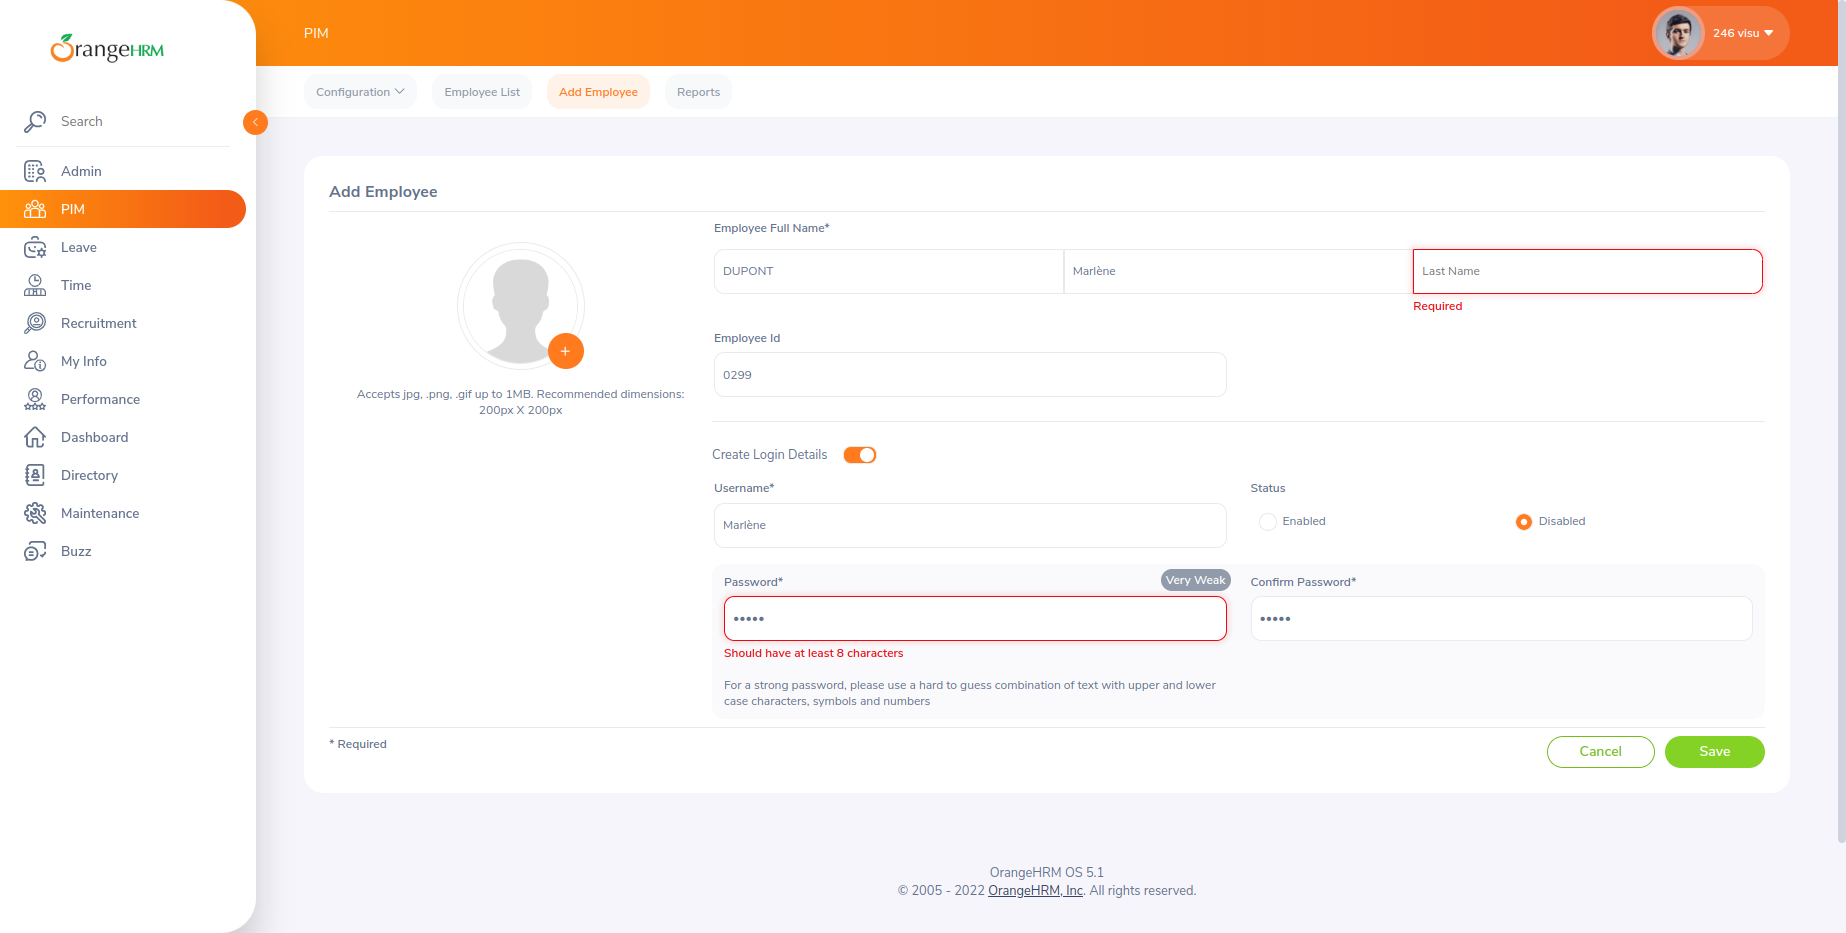 OrangeHRM
Search
Admin
PIM
Leave
Time
Recruitment
My Info
Performance
Dashboard
Directory
Maintenance
Buzz
PIM
246 visu
Configuration
Employee List
Add Employee
Reports
Add Employee
Accepts jpg, .png, .gif up to 1MB. Recommended dimensions:
200px X 200px
Employee Full Name*
DUPONT
Marlène
Last Name
Required
Employee Id
0299
Create Login Details
Username*
Marlène
Status
Enabled
Disabled
Password*
Very Weak
•••••
Should have at least 8 characters
For a strong password, please use a hard to guess combination of text with upper and lower
case characters, symbols and numbers
Confirm Password*
•••••
* Required
Cancel
Save
OrangeHRM OS 5.1
© 2005 - 2022 OrangeHRM, Inc. All rights reserved.